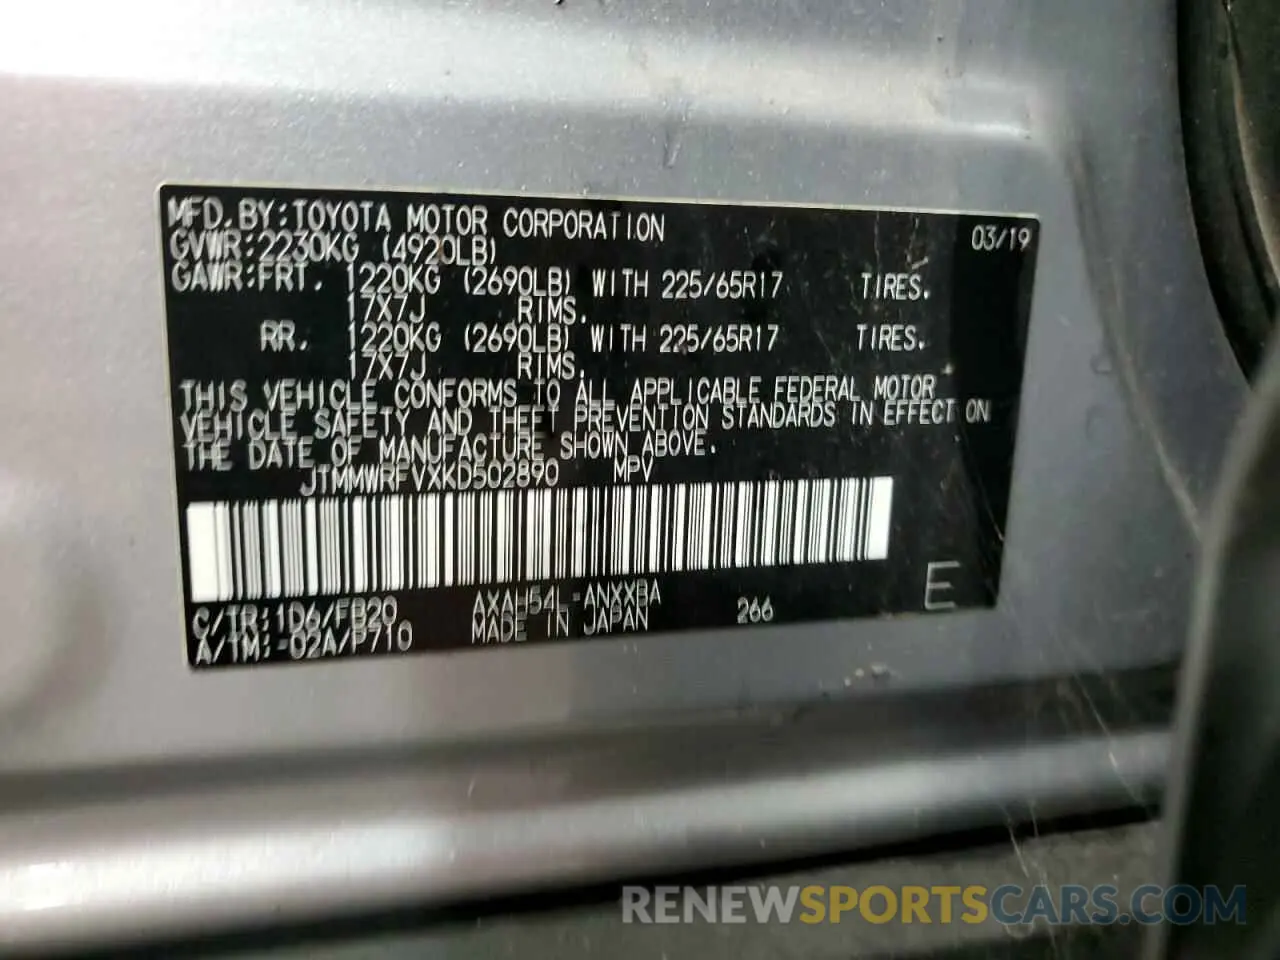 MFD.BY:TOYOTA MOTOR CORPORATION 03/19
GVWR:2230KG (4920LB)
GAWR:FRT. 1220KG (2690LB) WITH 225/65R17 TIRES.
17X7J RIMS.
RR. 1220KG (2690LB) WITH 225/65R17 TIRES.
17X7J RIMS.
THIS VEHICLE CONFORMS TO ALL APPLICABLE FEDERAL MOTOR
VEHICLE SAFETY AND THEFT PREVENTION STANDARDS IN EFFECT ON
THE DATE OF MANUFACTURE SHOWN ABOVE.
JTMMWRFVXKD502890 MPV
C/TR:1D6/FB20 AXAH54L-ANXXBA 266 E
A/TM:-02A/P710 MADE IN JAPAN
RENEWSPORTSCARS.COM